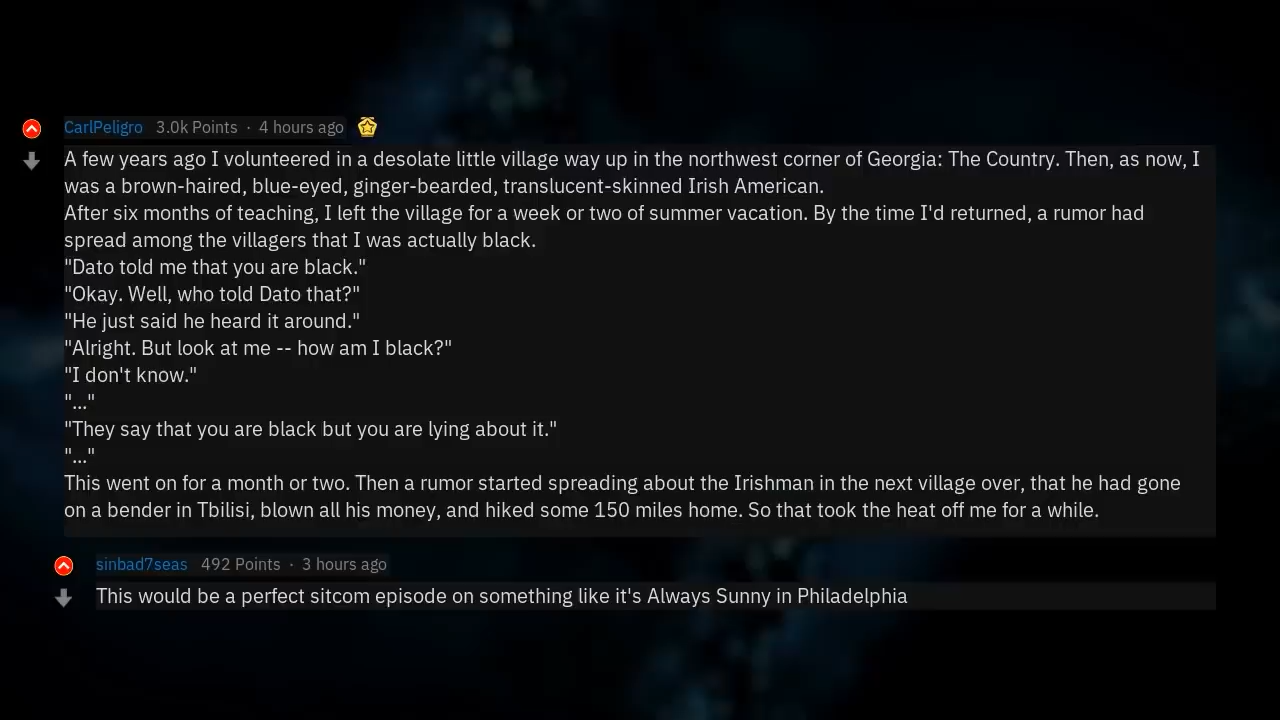 CarlPeligro 3.0k Points · 4 hours ago
A few years ago I volunteered in a desolate little village way up in the northwest corner of Georgia: The Country. Then, as now, I
was a brown-haired, blue-eyed, ginger-bearded, translucent-skinned Irish American.
After six months of teaching, I left the village for a week or two of summer vacation. By the time I'd returned, a rumor had
spread among the villagers that I was actually black.
"Dato told me that you are black."
"Okay. Well, who told Dato that?"
"He just said he heard it around."
"Alright. But look at me -- how am I black?"
"I don't know."
"..."
"They say that you are black but you are lying about it."
"..."
This went on for a month or two. Then a rumor started spreading about the Irishman in the next village over, that he had gone
on a bender in Tbilisi, blown all his money, and hiked some 150 miles home. So that took the heat off me for a while.
sinbad7seas 492 Points · 3 hours ago
This would be a perfect sitcom episode on something like it's Always Sunny in Philadelphia